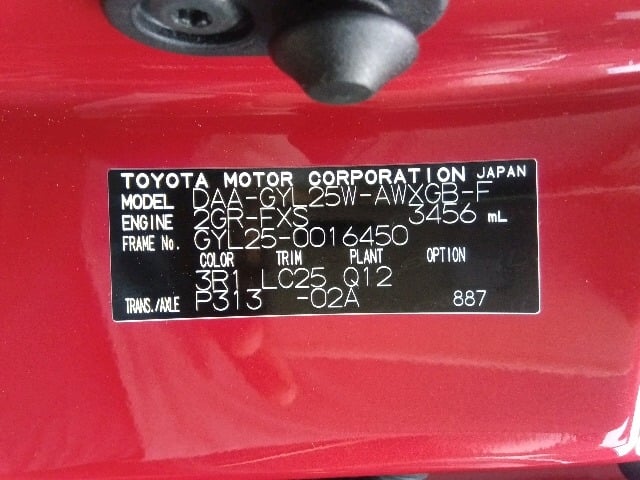 TOYOTA MOTOR CORPORATION JAPAN
MODEL DAA-GYL25W-AWXGB-F
ENGINE 2GR-FXS 3456 mL
FRAME No. GYL25-0016450
COLOR TRIM PLANT OPTION
3R1 LC25 Q12
TRANS./AXLE P313 -02A 887